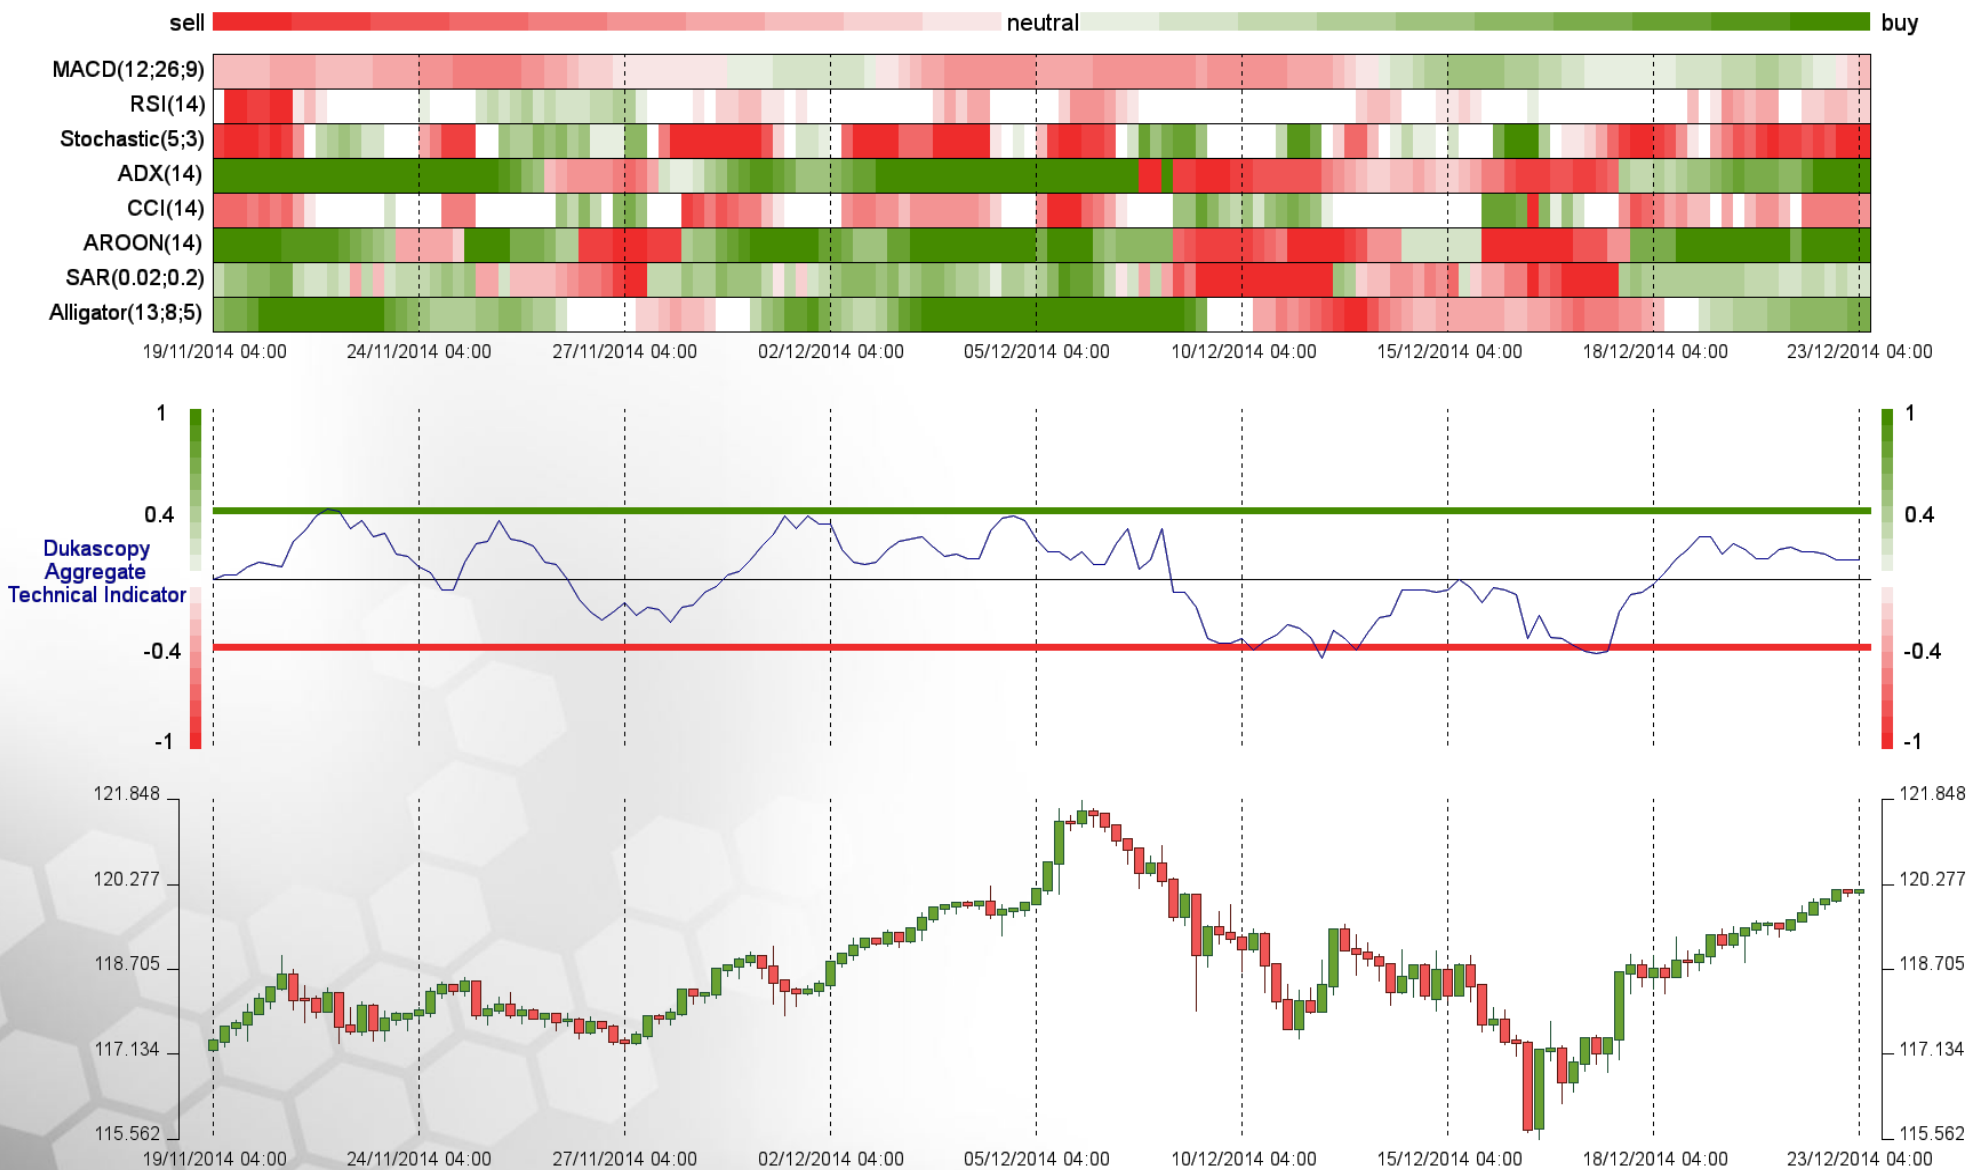 sell neutral buy
MACD(12;26;9)
RSI(14)
Stochastic(5;3)
ADX(14)
CCI(14)
AROON(14)
SAR(0.02;0.2)
Alligator(13;8;5)
19/11/2014 04:00 24/11/2014 04:00 27/11/2014 04:00 02/12/2014 04:00 05/12/2014 04:00 10/12/2014 04:00 15/12/2014 04:00 18/12/2014 04:00 23/12/2014 04:00
1 1
0.4 0.4
Dukascopy
Aggregate
Technical Indicator
-0.4 -0.4
-1 -1
121.848 121.848
120.277 120.277
118.705 118.705
117.134 117.134
115.562 115.562
19/11/2014 04:00 24/11/2014 04:00 27/11/2014 04:00 02/12/2014 04:00 05/12/2014 04:00 10/12/2014 04:00 15/12/2014 04:00 18/12/2014 04:00 23/12/2014 04:00